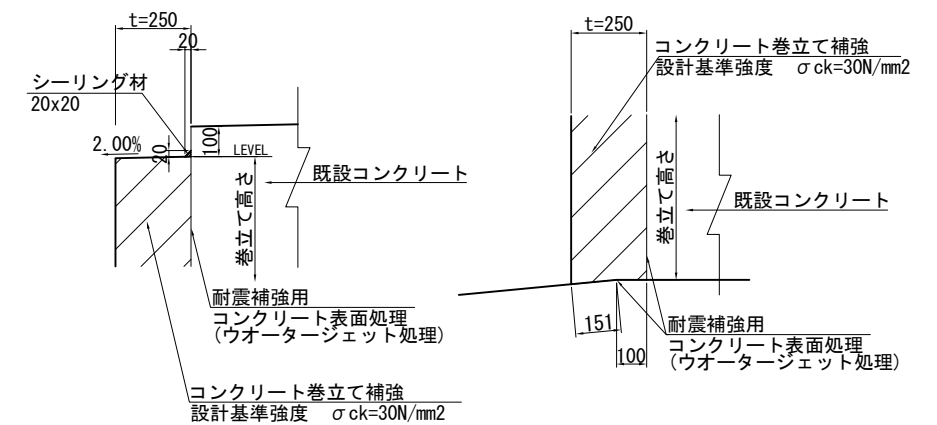 t=250
20
シーリング材
20x20
2.00%
20
100
LEVEL
巻立て高さ
既設コンクリート
耐震補強用
コンクリート表面処理
(ウオータージェット処理)
コンクリート巻立て補強
設計基準強度 σck=30N/mm2
t=250
コンクリート巻立て補強
設計基準強度 σck=30N/mm2
巻立て高さ
既設コンクリート
151
100
耐震補強用
コンクリート表面処理
(ウオータージェット処理)